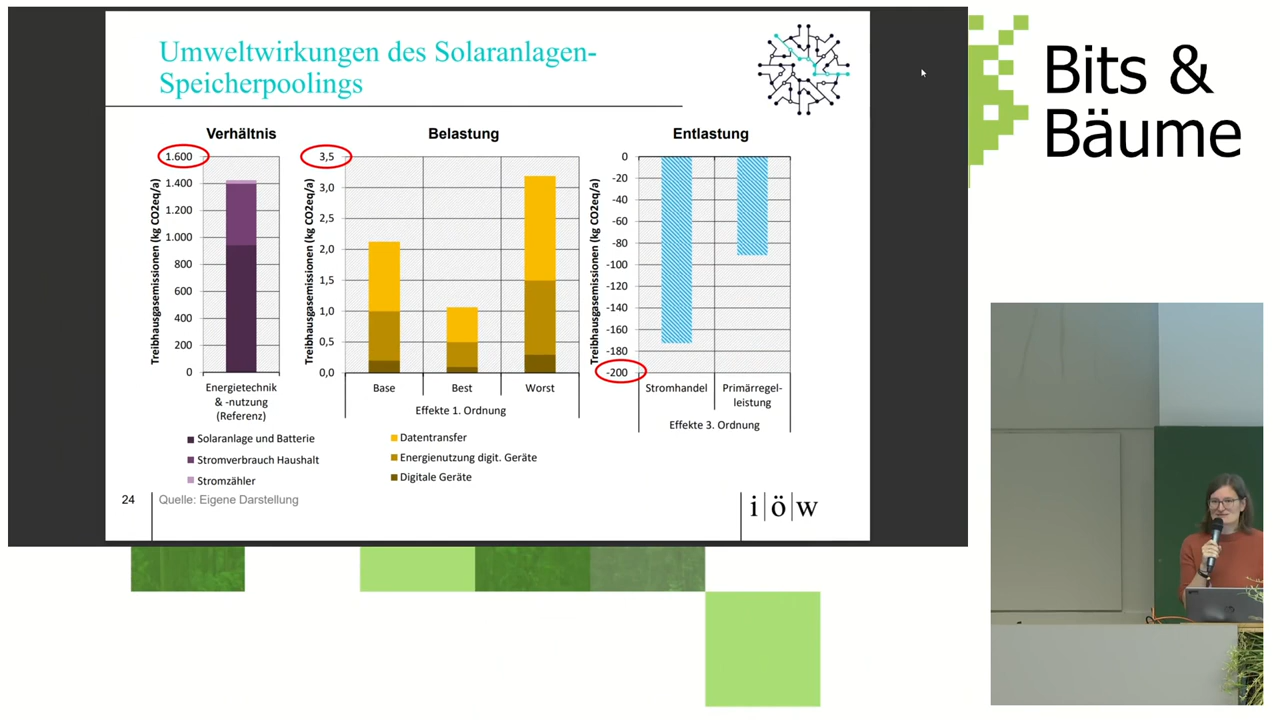 Umweltwirkungen des Solaranlagen-
Speicherpoolings
Bits &
Bäume
Verhältnis
Treibhausgasemissionen (kg CO2eq/a)
1.600
1.400
1.200
1.000
800
600
400
200
0
Energietechnik
& -nutzung
(Referenz)
Solaranlage und Batterie
Stromverbrauch Haushalt
Stromzähler
Belastung
Treibhausgasemissionen (kg CO2eq/a)
3,5
3,0
2,5
2,0
1,5
1,0
0,5
0,0
Base Best Worst
Effekte 1. Ordnung
Datentransfer
Energienutzung digit. Geräte
Digitale Geräte
Entlastung
Treibhausgasemissionen (kg CO2eq/a)
0
-20
-40
-60
-80
-100
-120
-140
-160
-180
-200
Stromhandel Primärregel-
leistung
Effekte 3. Ordnung
24 Quelle: Eigene Darstellung
i|ö|w